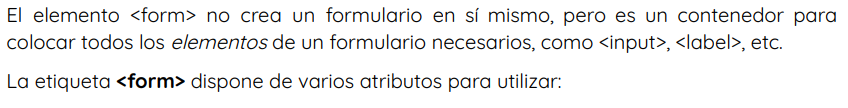 El elemento <form> no crea un formulario en sí mismo, pero es un contenedor para
colocar todos los elementos de un formulario necesarios, como <input>, <label>, etc.
La etiqueta <form> dispone de varios atributos para utilizar: